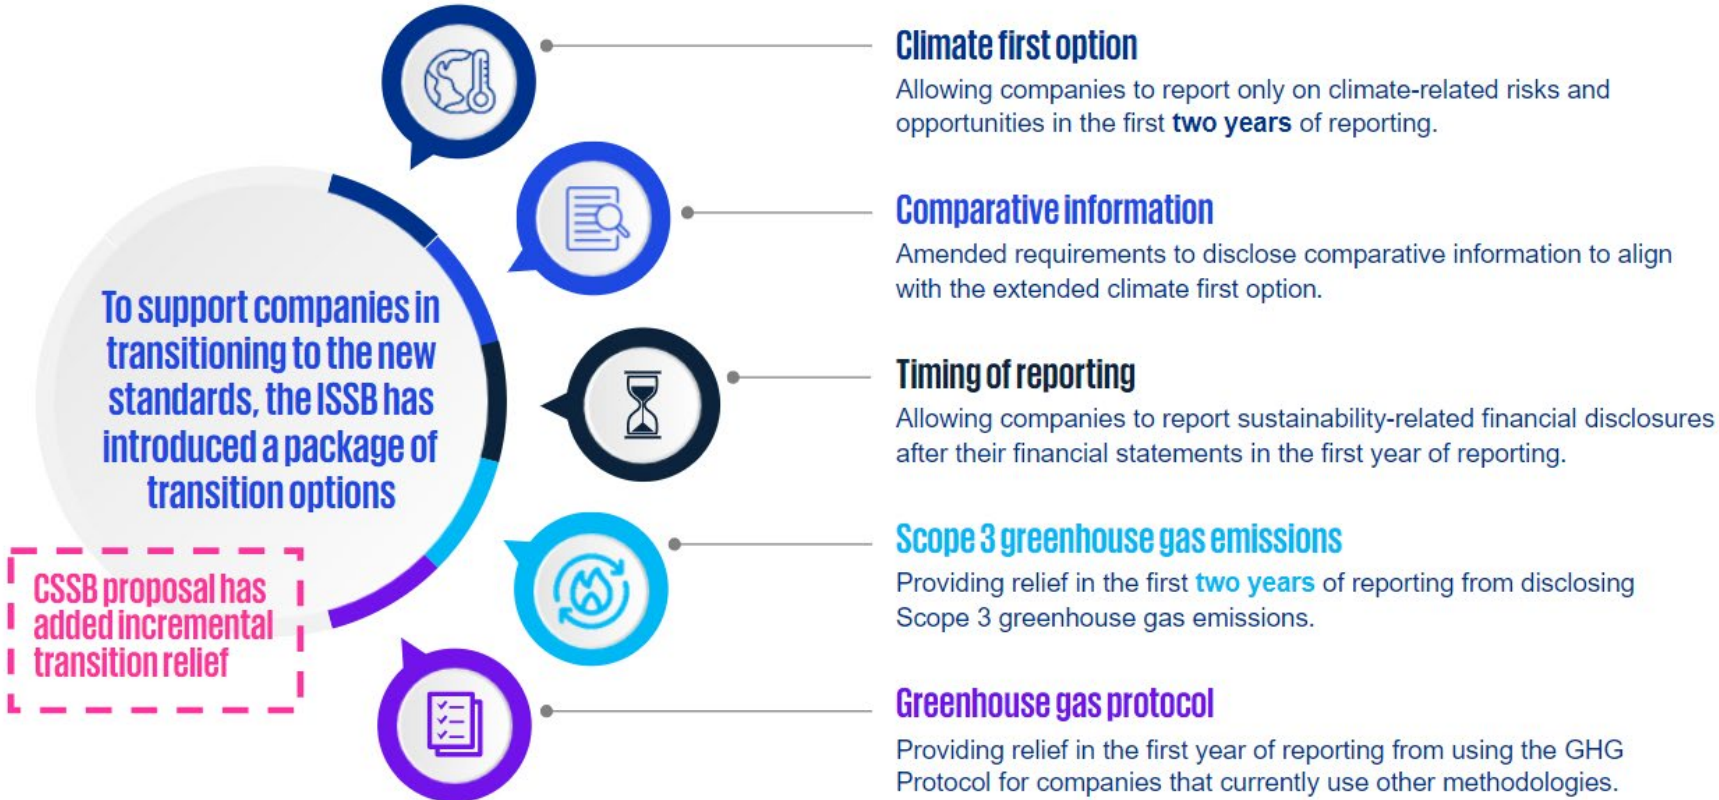 To support companies in
transitioning to the new
standards, the ISSB has
introduced a package of
transition options
CSSB proposal has
added incremental
transition relief
Climate first option
Allowing companies to report only on climate-related risks and
opportunities in the first two years of reporting.
Comparative information
Amended requirements to disclose comparative information to align
with the extended climate first option.
Timing of reporting
Allowing companies to report sustainability-related financial disclosures
after their financial statements in the first year of reporting.
Scope 3 greenhouse gas emissions
Providing relief in the first two years of reporting from disclosing
Scope 3 greenhouse gas emissions.
Greenhouse gas protocol
Providing relief in the first year of reporting from using the GHG
Protocol for companies that currently use other methodologies.